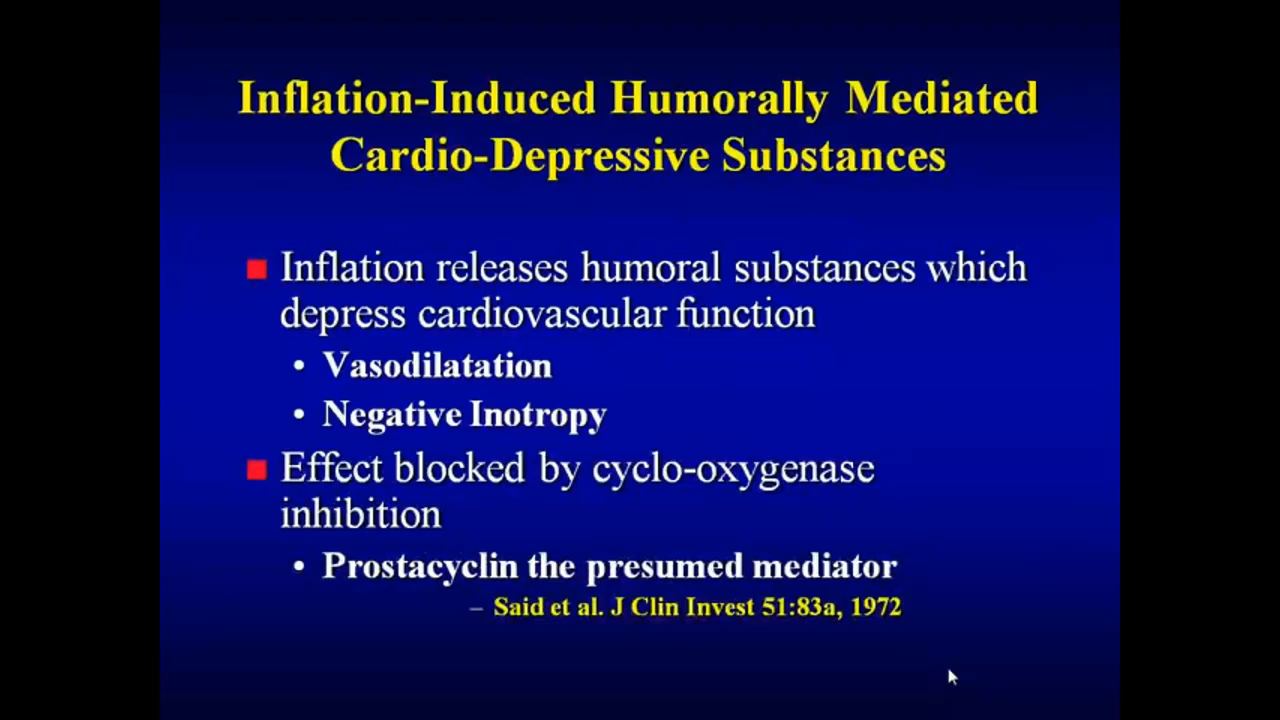 Inflation-Induced Humorally Mediated
Cardio-Depressive Substances
Inflation releases humoral substances which
depress cardiovascular function
• Vasodilatation
• Negative Inotropy
Effect blocked by cyclo-oxygenase
inhibition
• Prostacyclin the presumed mediator
– Said et al. J Clin Invest 51:83a, 1972